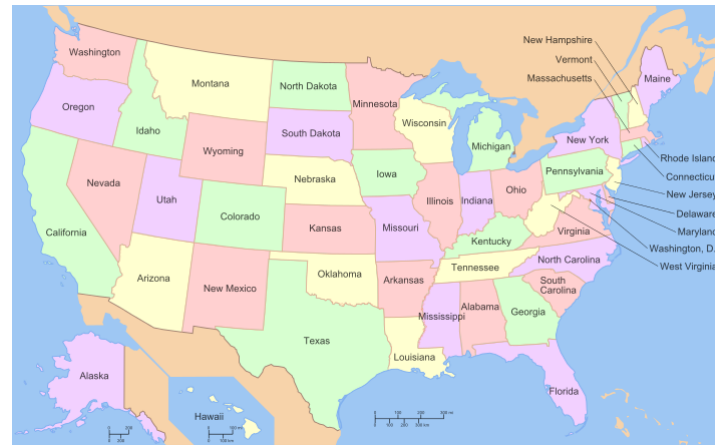 New Hampshire
Vermont
Massachusetts
Washington
Montana
North Dakota
Minnesota
Maine
Oregon
Idaho
Wyoming
South Dakota
Wisconsin
Michigan
New York
Rhode Island
Connecticu
New Jersey
Delaware
Maryland
Washington, D.
West Virginia
Nevada
Utah
Colorado
Nebraska
Iowa
Illinois
Indiana
Ohio
Pennsylvania
California
Kansas
Missouri
Kentucky
Virginia
Arizona
New Mexico
Oklahoma
Arkansas
Tennessee
North Carolina
South
Carolina
Texas
Louisiana
Mississippi
Alabama
Georgia
Florida
Alaska
Hawaii